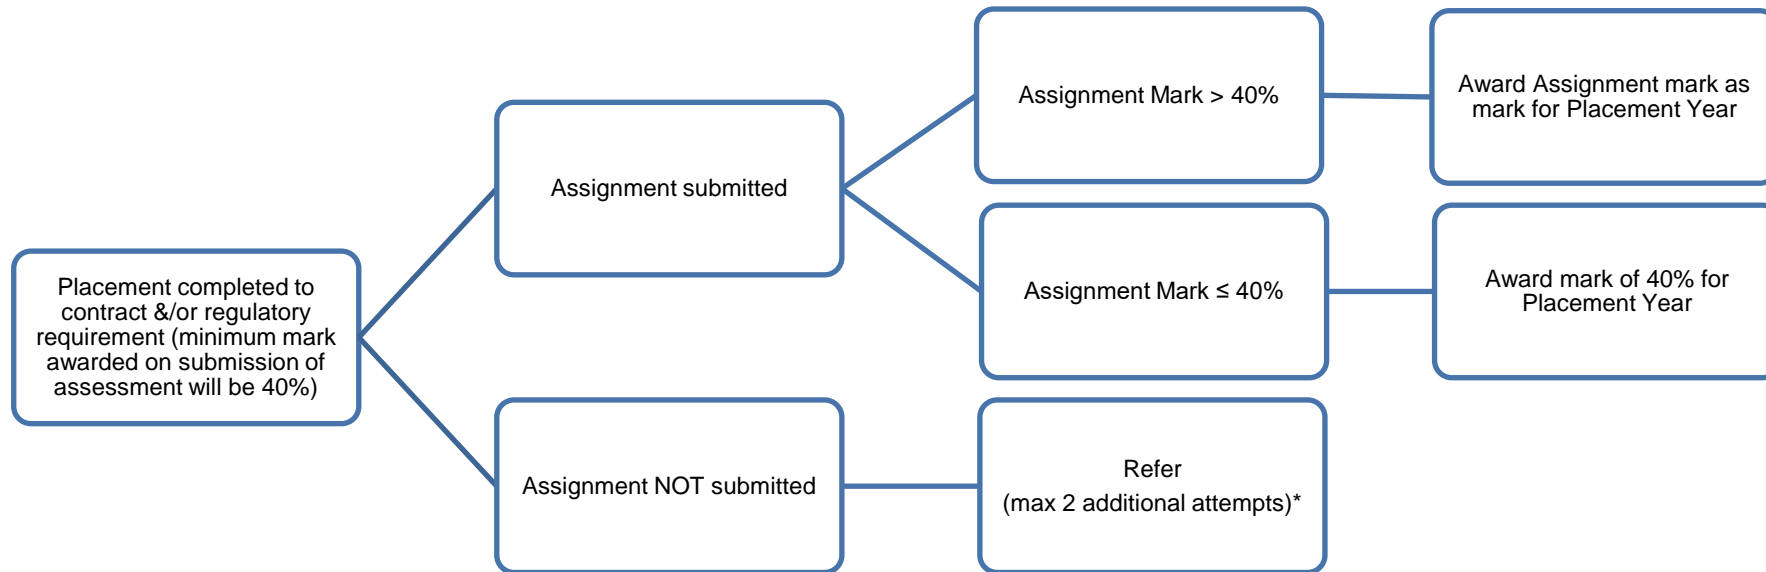 Placement completed to
contract &/or regulatory
requirement (minimum mark
awarded on submission of
assessment will be 40%)
Assignment submitted
Assignment Mark > 40%
Award Assignment mark as
mark for Placement Year
Assignment Mark ≤ 40%
Award mark of 40% for
Placement Year
Assignment NOT submitted
Refer
(max 2 additional attempts)*